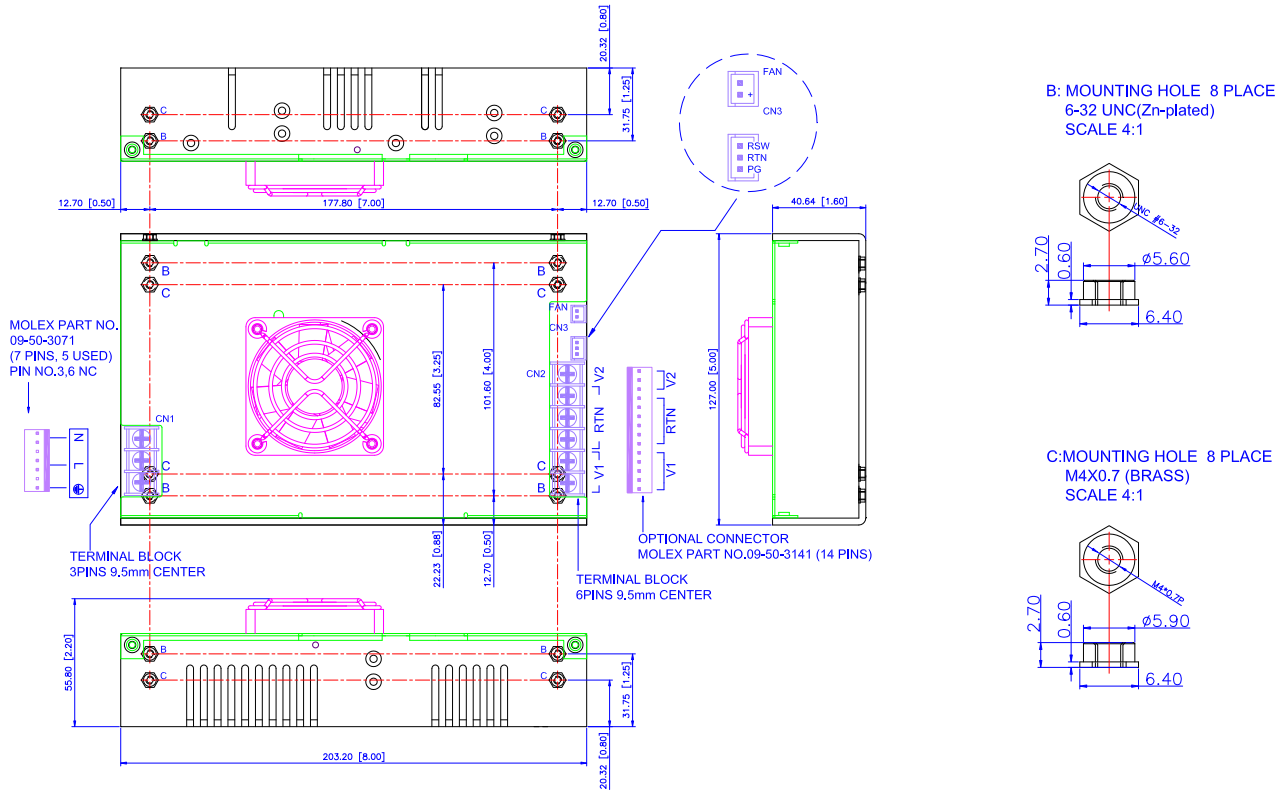 20.32 [0.80]
31.75 [1.25]
C
C
B
B
12.70 [0.50]
177.80 [7.00]
12.70 [0.50]
FAN
+
CN3
RSW
RTN
PG
40.64 [1.60]
B: MOUNTING HOLE 8 PLACE
6-32 UNC(Zn-plated)
SCALE 4:1
UNC #6-32
2.70
0.60
ø5.60
6.40
B
B
C
C
MOLEX PART NO.
09-50-3071
(7 PINS, 5 USED)
PIN NO.3,6 NC
N
L
CN1
FAN
CN3
CN2
V2
RTN
V1
V2
RTN
V1
82.55 [3.25]
101.60 [4.00]
127.00 [5.00]
C
C
B
B
22.23 [0.88]
12.70 [0.50]
TERMINAL BLOCK
3PINS 9.5mm CENTER
OPTIONAL CONNECTOR
MOLEX PART NO.09-50-3141 (14 PINS)
TERMINAL BLOCK
6PINS 9.5mm CENTER
C:MOUNTING HOLE 8 PLACE
M4X0.7 (BRASS)
SCALE 4:1
M4*0.7P
2.70
0.60
ø5.90
6.40
55.80 [2.20]
B
B
C
C
31.75 [1.25]
20.32 [0.80]
203.20 [8.00]